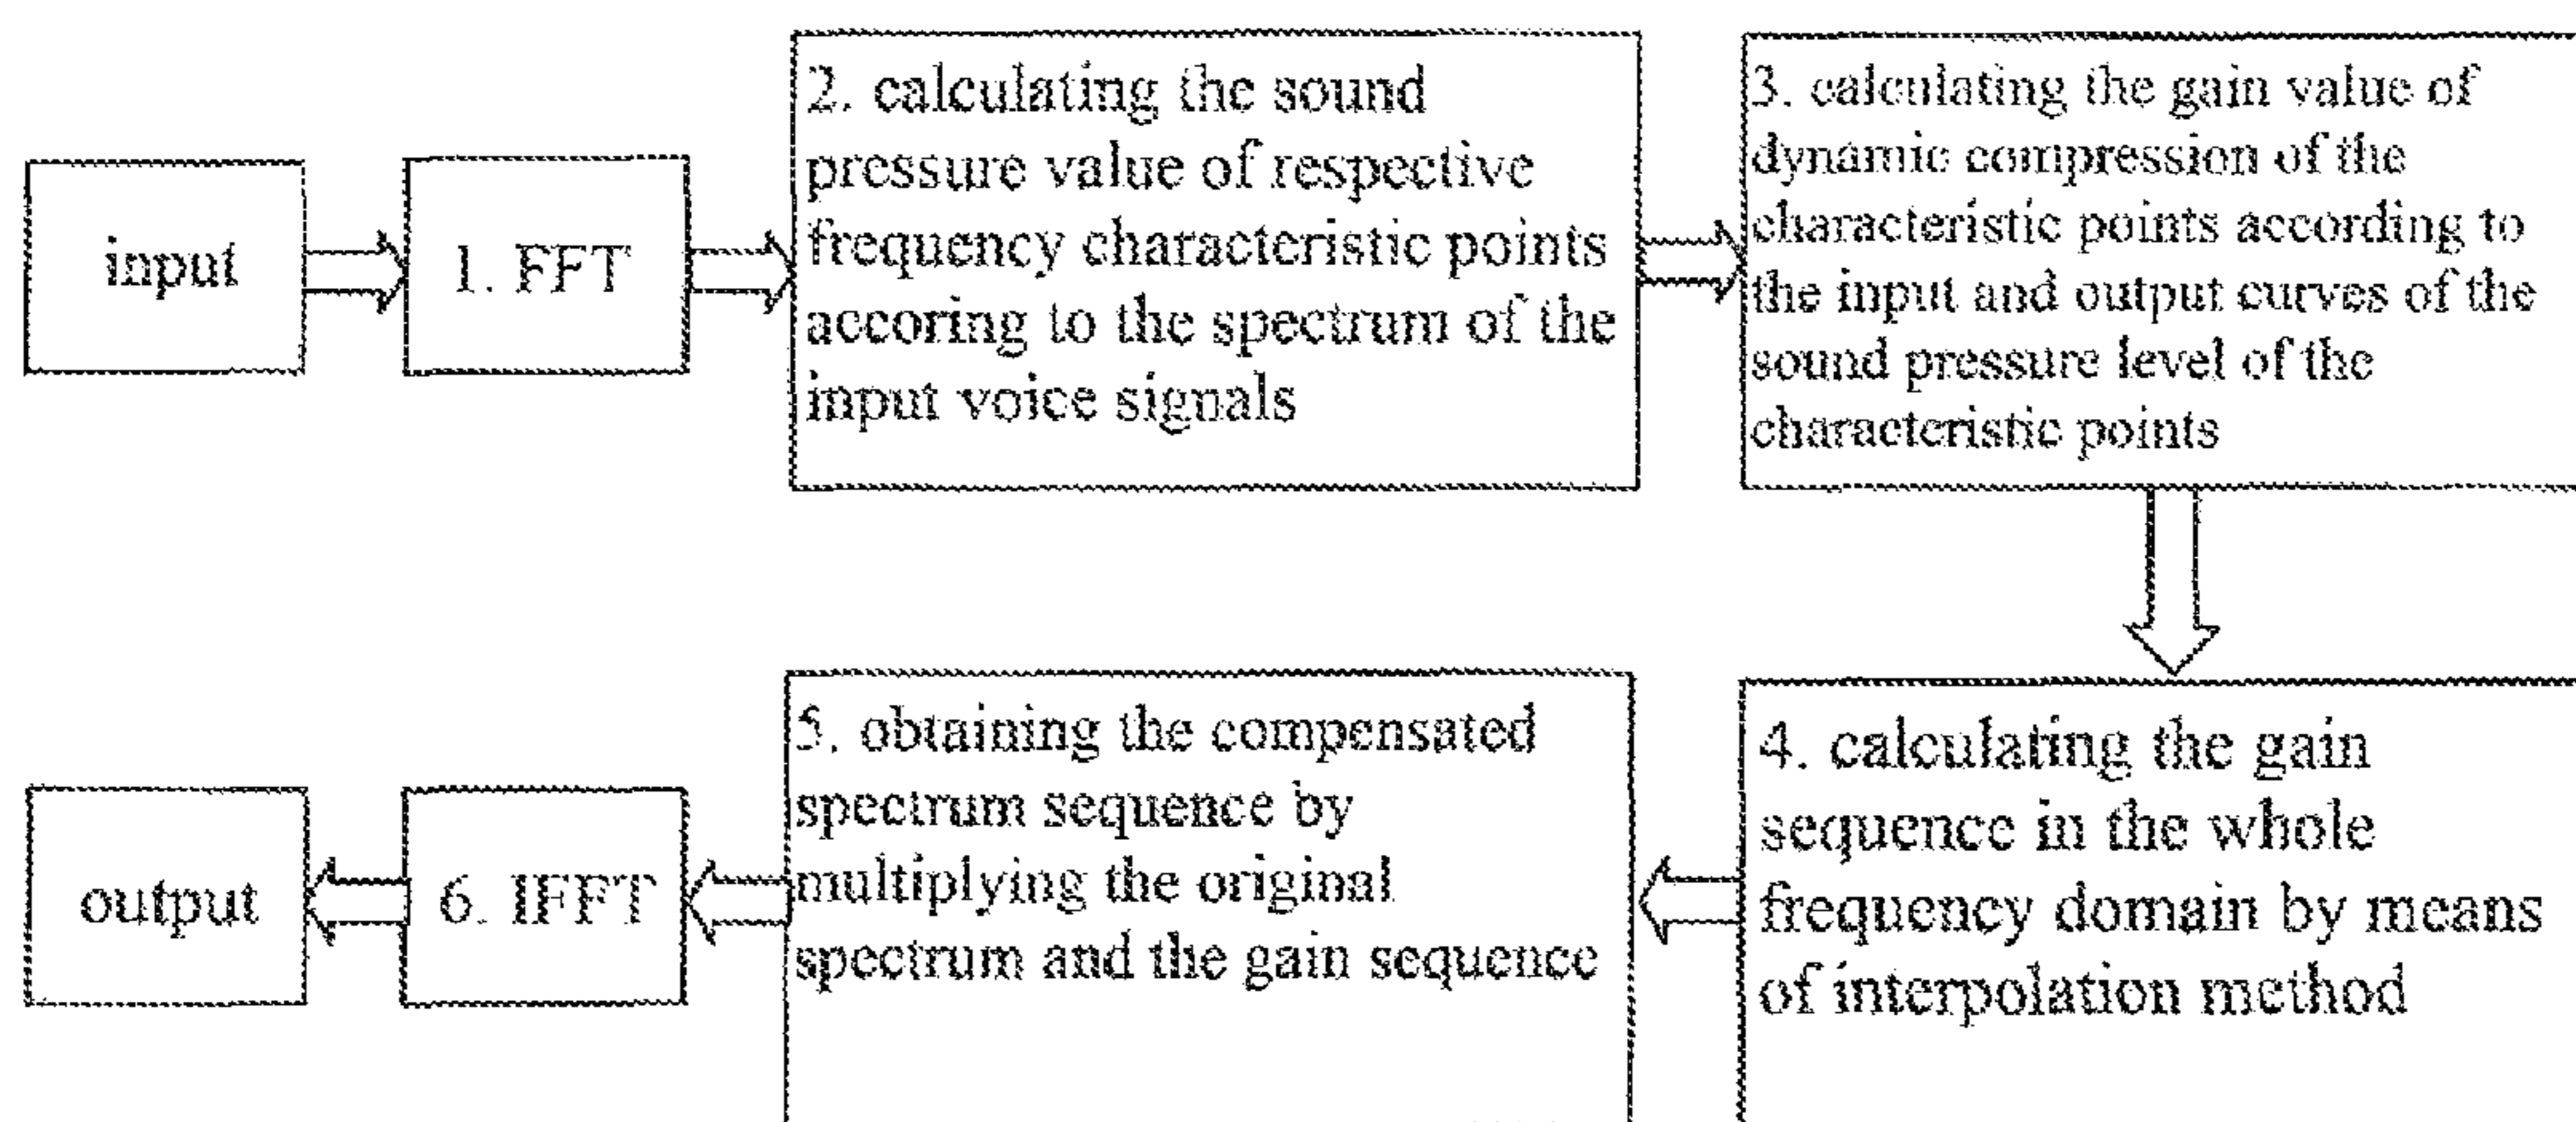 input
1. FFT
2. calculating the sound
pressure value of respective
frequency characteristic points
accoring to the spectrum of the
input voice signals
3. calculating the gain value of
dynamic compression of the
characteristic points according to
the input and output curves of the
sound pressure level of the
characteristic points
4. calculating the gain
sequence in the whole
frequency domain by means
of interpolation method
5. obtaining the compensated
spectrum sequence by
multiplying the original
spectrum and the gain sequence
6. IFFT
output